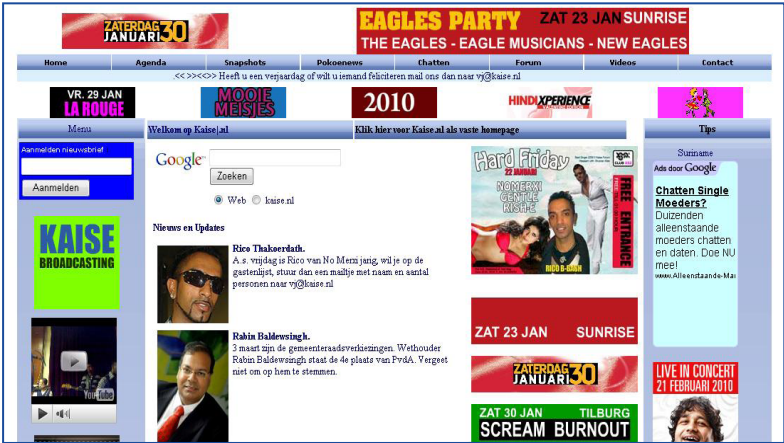 ZATERDAG 30
JANUARI
EAGLES PARTY ZAT 23 JAN SUNRISE
THE EAGLES - EAGLE MUSICIANS - NEW EAGLES
Home Agenda Snapshots Pokoenews Chatten Forum Videos Contact
.<< >><<>> Heeft u een verjaardag of wilt u iemand feliciteren mail ons dan naar vj@kaise.nl
VR. 29 JAN
LA ROUGE
MOOIE
MEISJES
2010
HINDIXPERIENCE
Menu
Welkom op Kaise|.nl
Klik hier voor Kaise.nl als vaste homepage
Tips
Aanmelden nieuwsbrief
Aanmelden
KAISE
BROADCASTING
You Tube
Google
Zoeken
Web kaise.nl
Nieuws en Updates
Rico Thakoerdath.
A.s. vrijdag is Rico van No Merxi jarig, wil je op de
gastenlijst, stuur dan een mailtje met naam en aantal
personen naar vj@kaise.nl
Rabin Baldewsingh.
3 maart zijn de gemeenteraadsverkiezingen. Wethouder
Rabin Baldewsingh staat de 4e plaats van PvdA. Vergeet
niet om op hem te stemmen.
Hard Friday
22 JANUARI
NOMERXI
GENTLE
RISH-E
FREE ENTRANCE
RICO B-DASH
ZAT 23 JAN SUNRISE
ZATERDAG 30
JANUARI
ZAT 30 JAN TILBURG
SCREAM BURNOUT
Suriname
Ads door Google
Chatten Single
Moeders?
Duizenden
alleenstaande
moeders chatten
en daten. Doe NU
mee!
www.Alleenstaande-Ma
LIVE IN CONCERT
21 FEBRUARI 2010